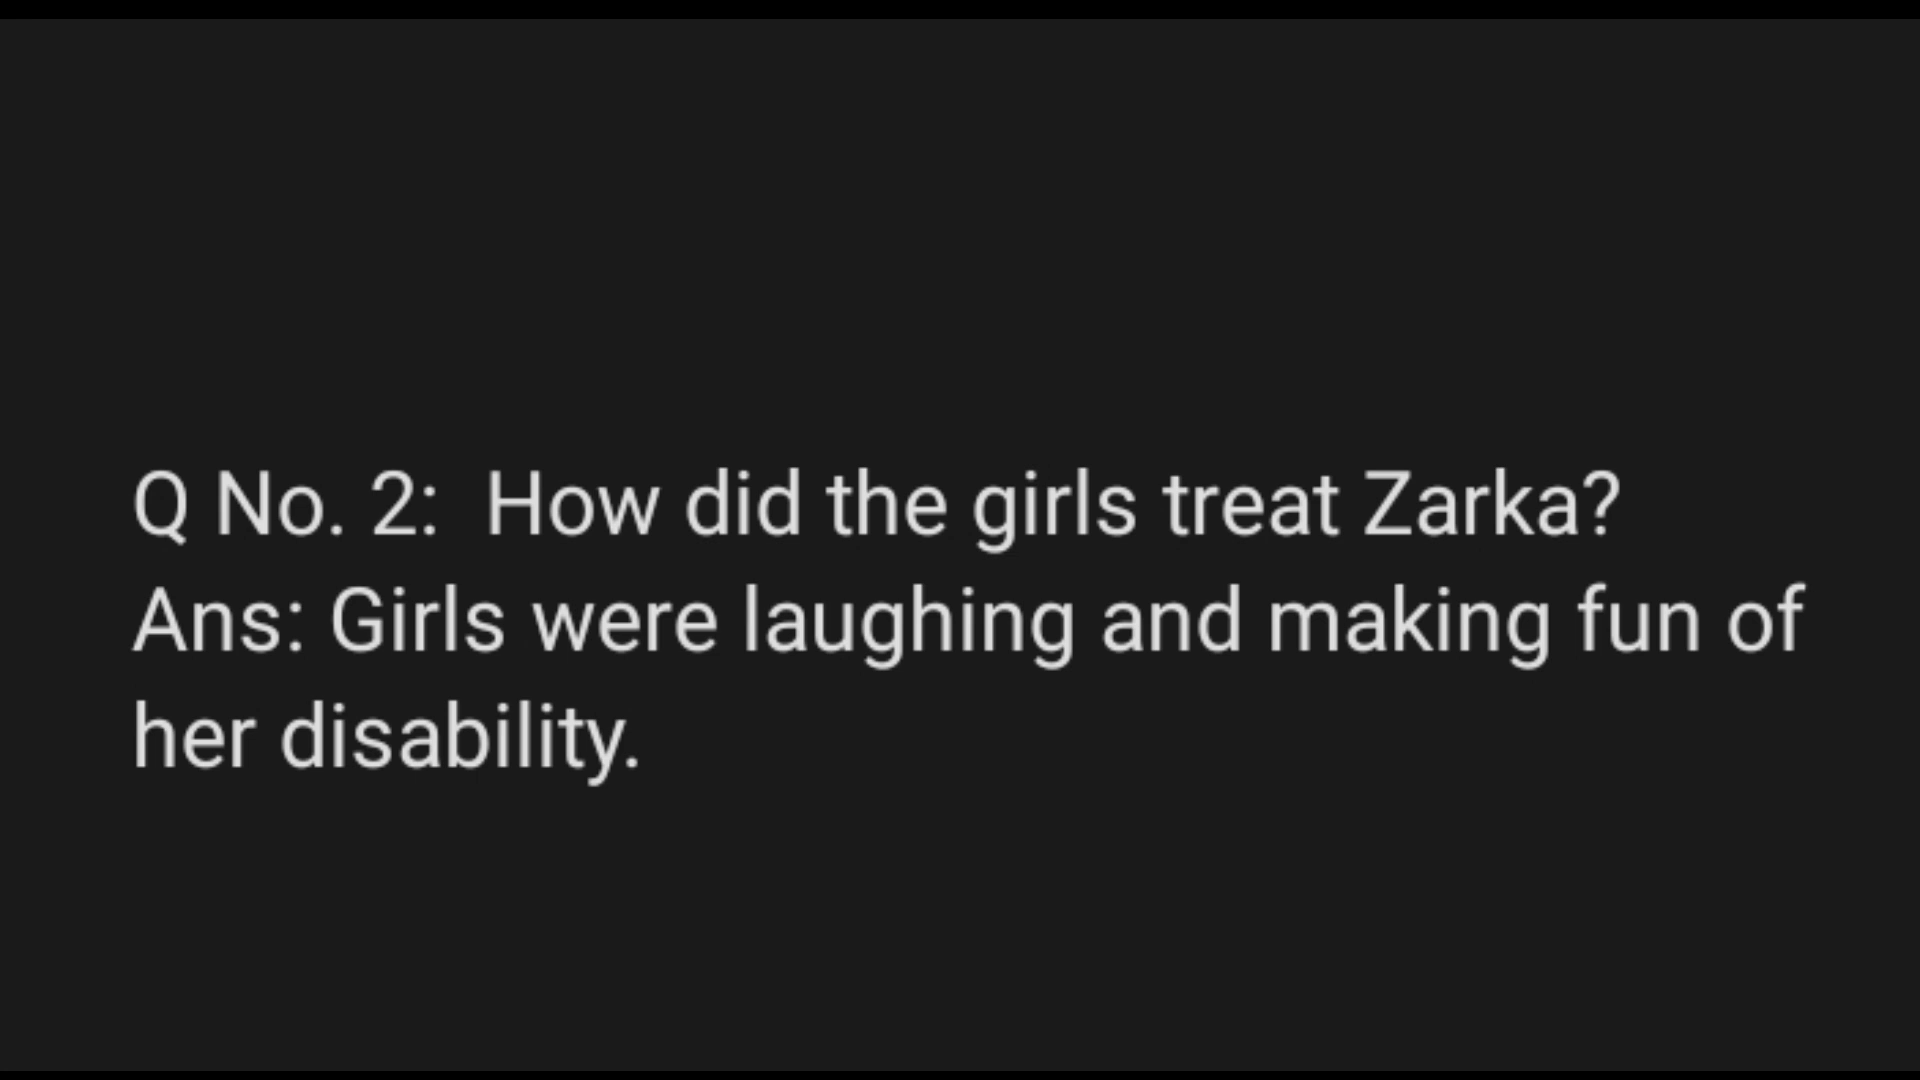 Q No. 2:  How did the girls treat Zarka?
Ans: Girls were laughing and making fun of
her disability.